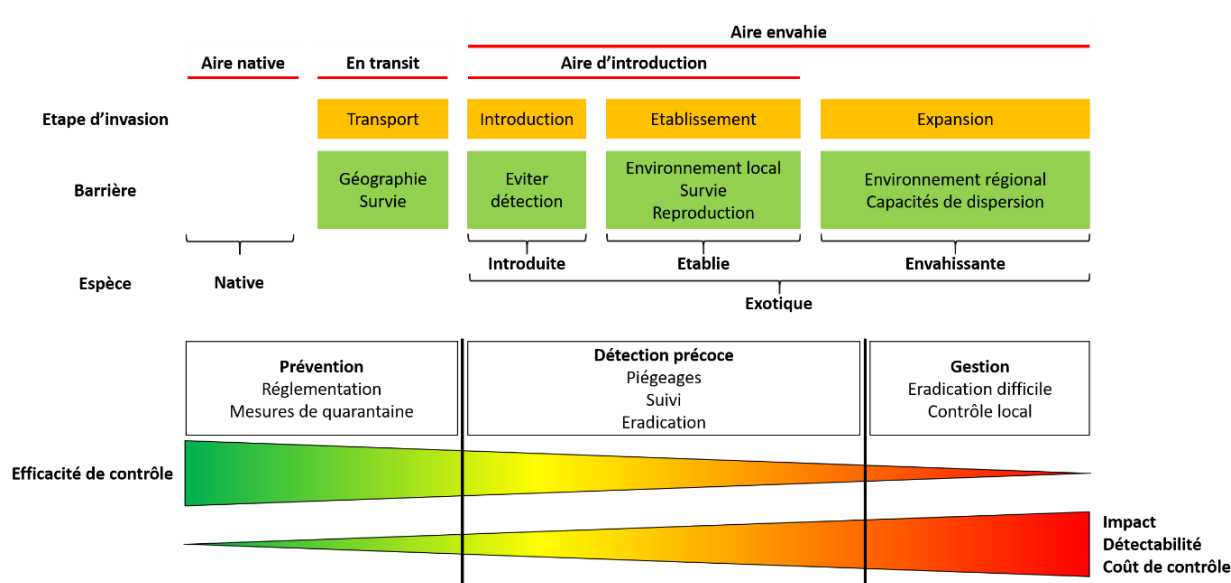 Aire envahie
Aire native
En transit
Aire d’introduction
Etape d’invasion
Transport
Introduction
Etablissement
Expansion
Barrière
Géographie
Survie
Eviter
détection
Environnement local
Survie
Reproduction
Environnement régional
Capacités de dispersion
Espèce
Native
Introduite
Etablie
Envahissante
Exotique
Prévention
Réglementation
Mesures de quarantaine
Détection précoce
Piégeages
Suivi
Eradication
Gestion
Eradication difficile
Contrôle local
Efficacité de contrôle
Impact
Détectabilité
Coût de contrôle